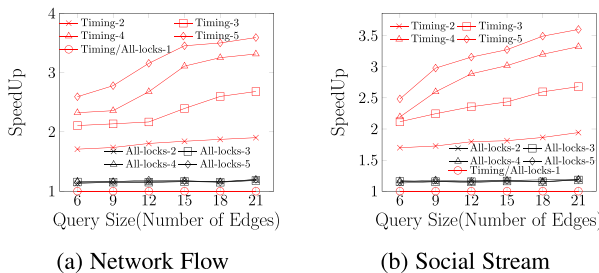 4
3
2
1
SpeedUp
Timing-2
Timing-3
Timing-4
Timing-5
Timing/All-locks-1
All-locks-2
All-locks-3
All-locks-4
All-locks-5
6 9 12 15 18 21
Query Size(Number of Edges)
(a) Network Flow
3.5
3
2.5
2
1.5
1
SpeedUp
Timing-2
Timing-3
Timing-4
Timing-5
All-locks-2
All-locks-3
All-locks-4
All-locks-5
Timing/All-locks-1
6 9 12 15 18 21
Query Size(Number of Edges)
(b) Social Stream